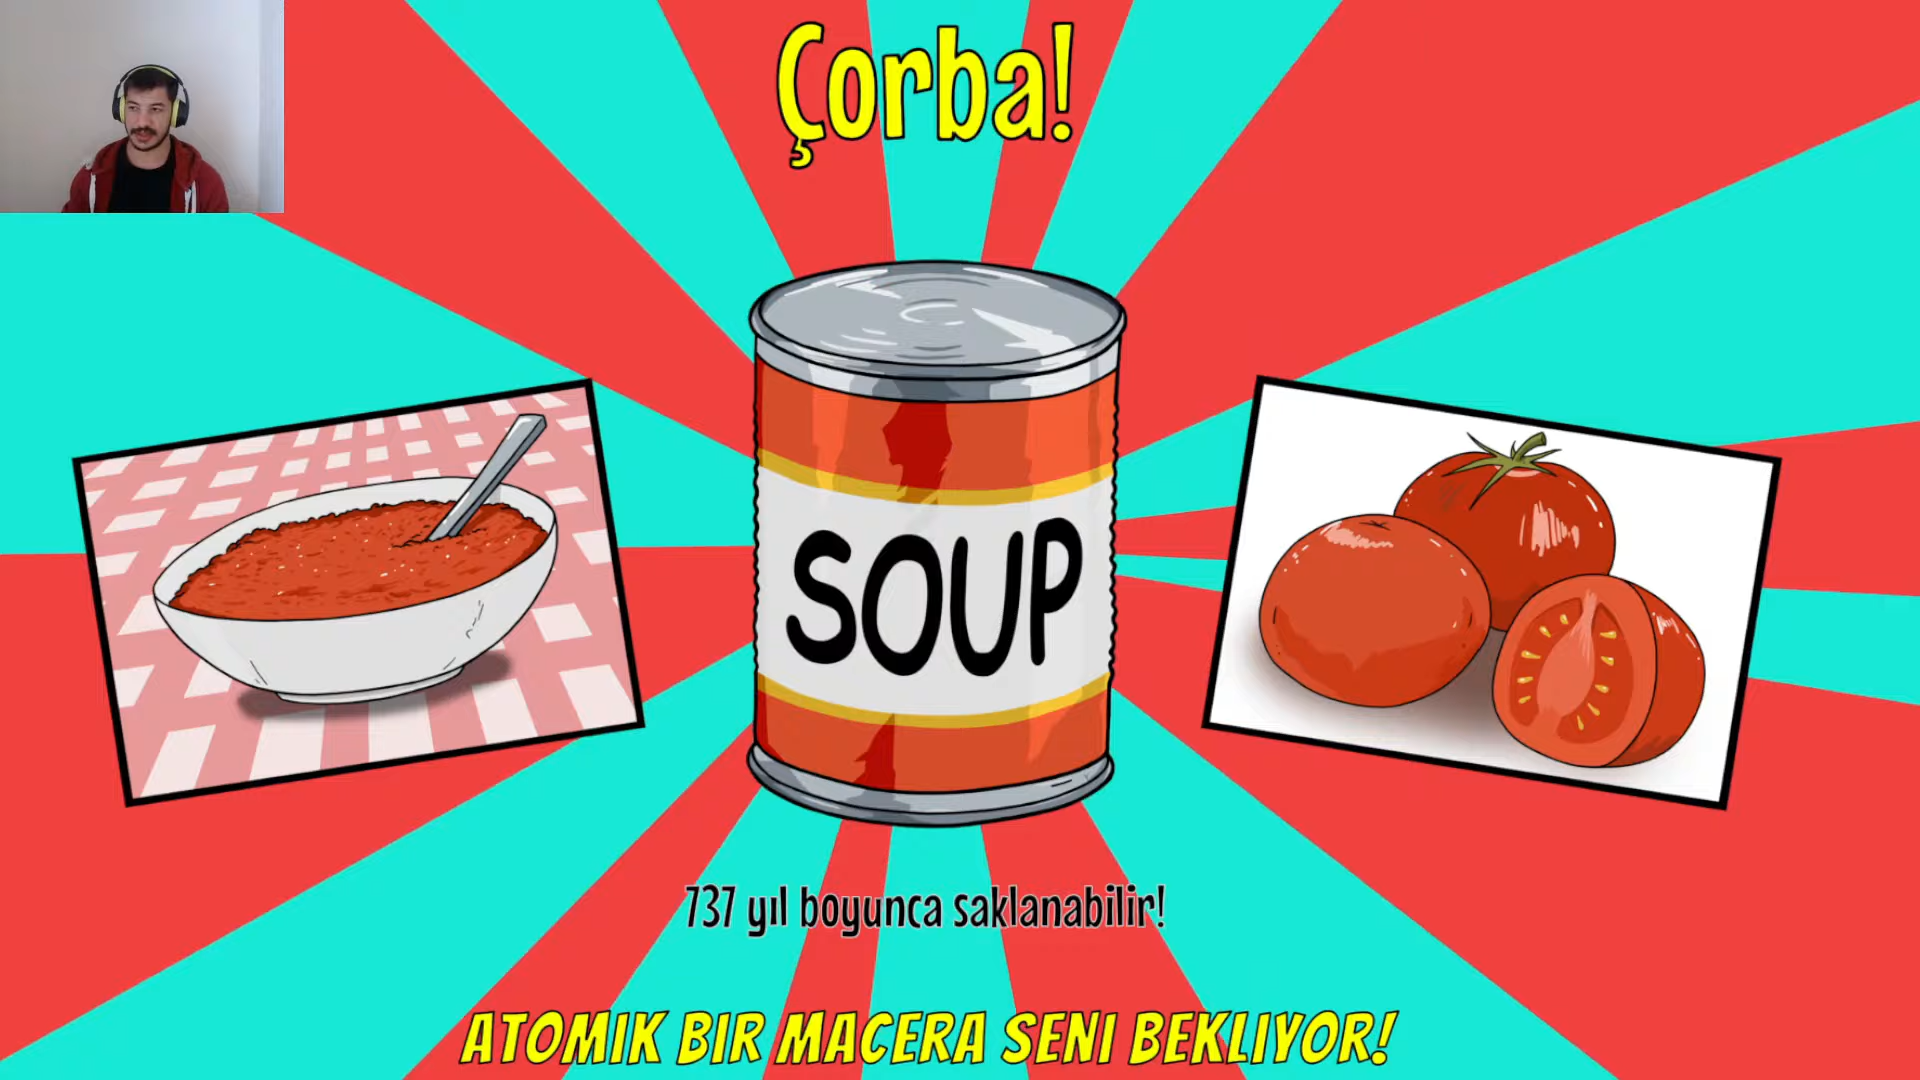 Çorba!
SOUP
737 yıl boyunca saklanabilir!
ATOMIK BIR MACERA SENI BEKLIYOR!